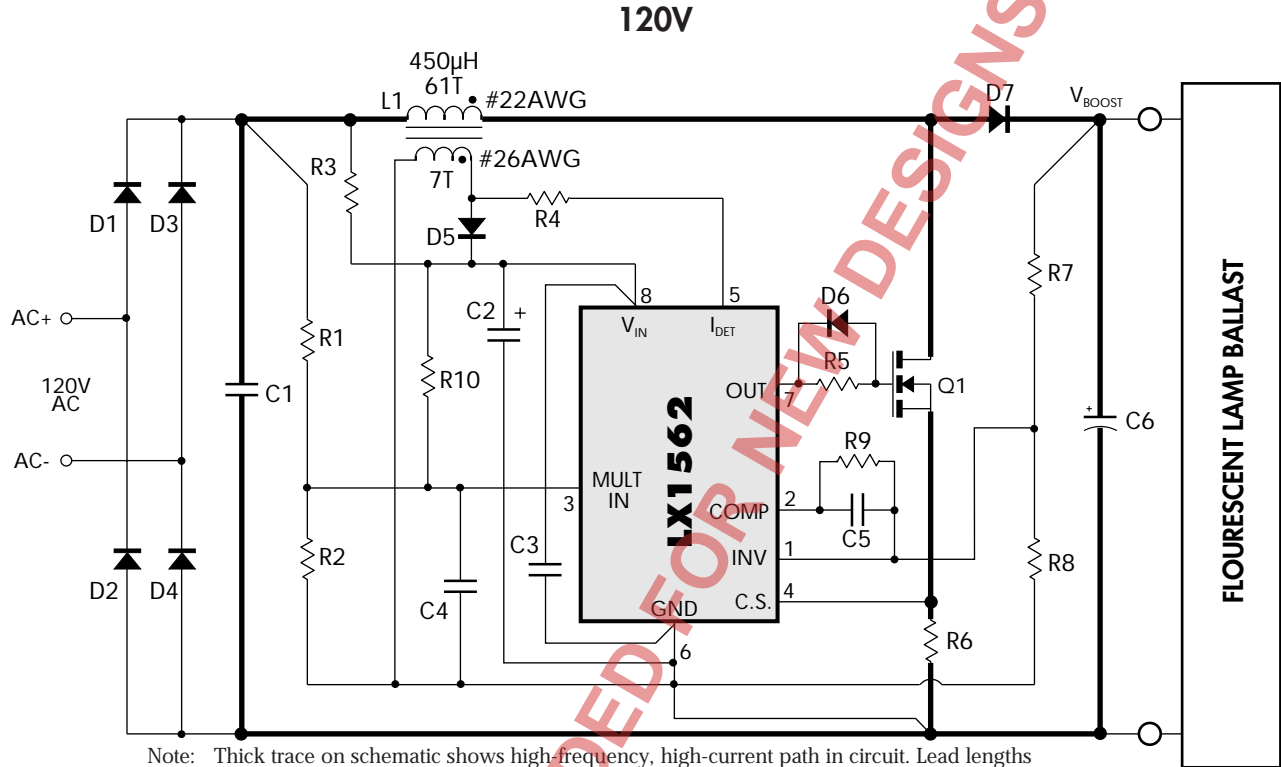 120V
450µH
61T
L1
#22AWG
D7
V_BOOST
R3
#26AWG
7T
R4
D1
D3
D5
R7
8
5
D6
AC+
C2
+
V_IN
I_DET
R1
R5
120V
AC
C1
R10
OUT
7
Q1
+
C6
FLOURESCENT LAMP BALLAST
AC-
R9
MULT
IN
3
LX1562
COMP
2
C5
C3
INV
1
R2
R8
D2
D4
C.S.
4
C4
GND
6
R6
Note: Thick trace on schematic shows high-frequency, high-current path in circuit. Lead lengths
DED FOR NEW DESIGNS